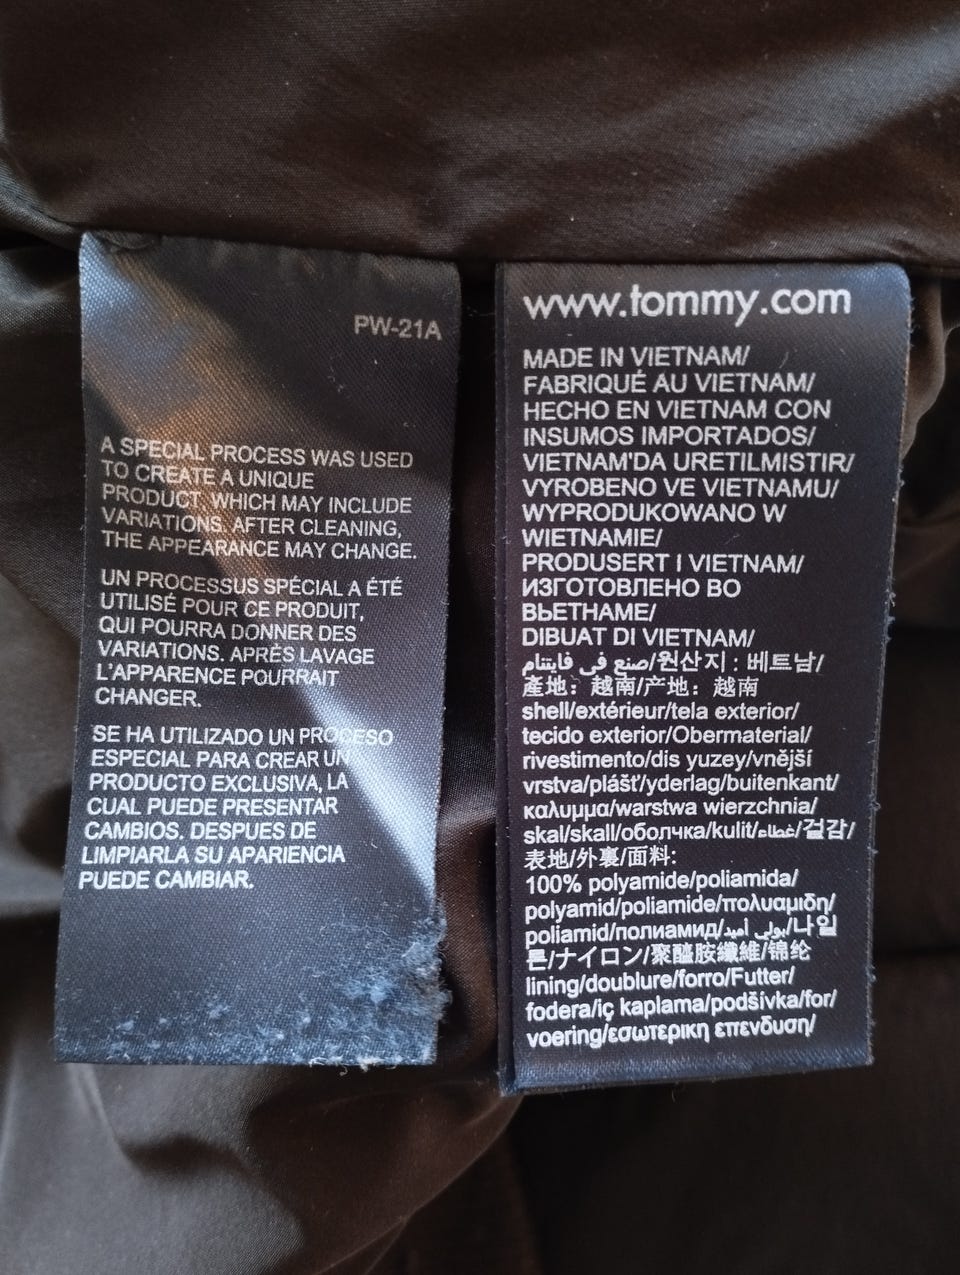 PW-21A
A SPECIAL PROCESS WAS USED
TO CREATE A UNIQUE
PRODUCT, WHICH MAY INCLUDE
VARIATIONS. AFTER CLEANING,
THE APPEARANCE MAY CHANGE.
UN PROCESSUS SPÉCIAL A ÉTÉ
UTILISÉ POUR CE PRODUIT,
QUI POURRA DONNER DES
VARIATIONS. APRÈS LAVAGE
L'APPARENCE POURRAIT
CHANGER.
SE HA UTILIZADO UN PROCESO
ESPECIAL PARA CREAR UN
PRODUCTO EXCLUSIVA, LA
CUAL PUEDE PRESENTAR
CAMBIOS. DESPUES DE
LIMPIARLA SU APARIENCIA
PUEDE CAMBIAR.
www.tommy.com
MADE IN VIETNAM/
FABRIQUÉ AU VIETNAM/
HECHO EN VIETNAM CON
INSUMOS IMPORTADOS/
VIETNAM'DA URETILMISTIR/
VYROBENO VE VIETNAMU/
WYPRODUKOWANO W
WIETNAMIE/
PRODUSERT I VIETNAM/
ИЗГОТОВЛЕНО ВО
ВЬЕТНАМЕ/
DIBUAT DI VIETNAM/
صنع في فايتنام/원산지 : 베트남/
產地：越南/产地：越南
shell/extérieur/tela exterior/
tecido exterior/Obermaterial/
rivestimento/dis yuzey/vnější
vrstva/plášť/yderlag/buitenkant/
καλυμμα/warstwa wierzchnia/
skal/skall/оболчка/kulit/غطاء/겉감/
表地/外裏/面料:
100% polyamide/poliamida/
polyamid/poliamide/πολυαμιδη/
poliamid/полиамид/بولي أميد/나일
론/ナイロン/聚醯胺纖維/锦纶
lining/doublure/forro/Futter/
fodera/iç kaplama/podšívka/for/
voering/εσωτερικη επενδυση/